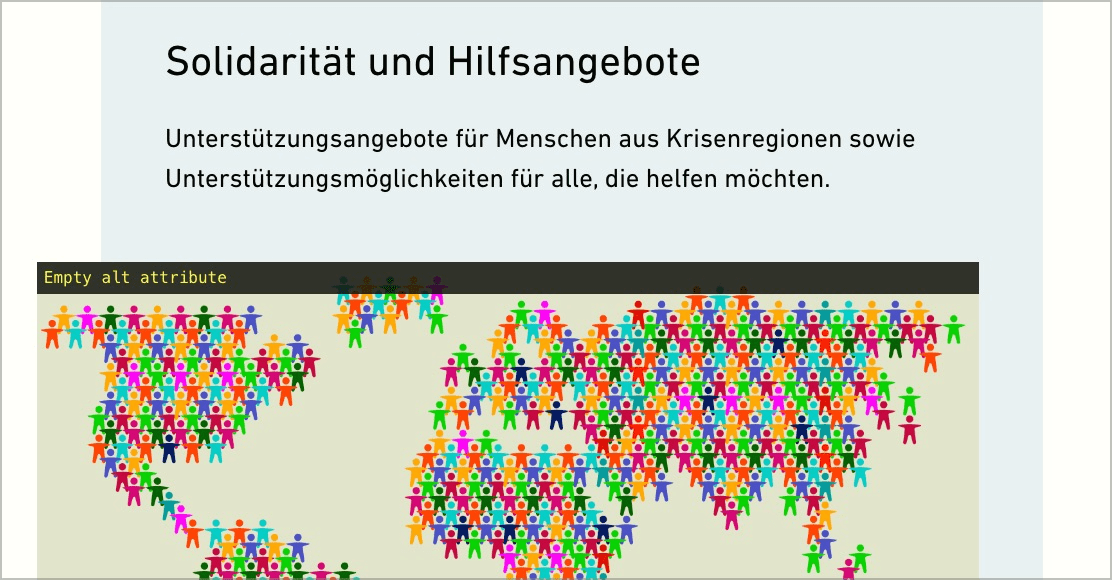 Solidarität und Hilfsangebote
Unterstützungsangebote für Menschen aus Krisenregionen sowie
Unterstützungsmöglichkeiten für alle, die helfen möchten.
Empty alt attribute